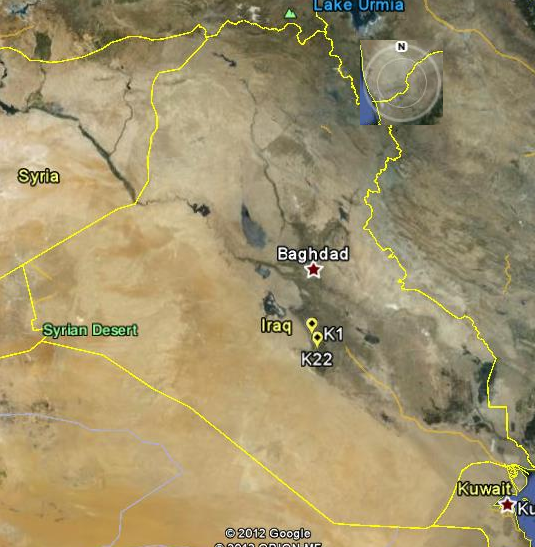 Lake Urmia
N
Syria
Baghdad
Iraq
K1
Syrian Desert
K22
Kuwait
Ku
© 2012 Google